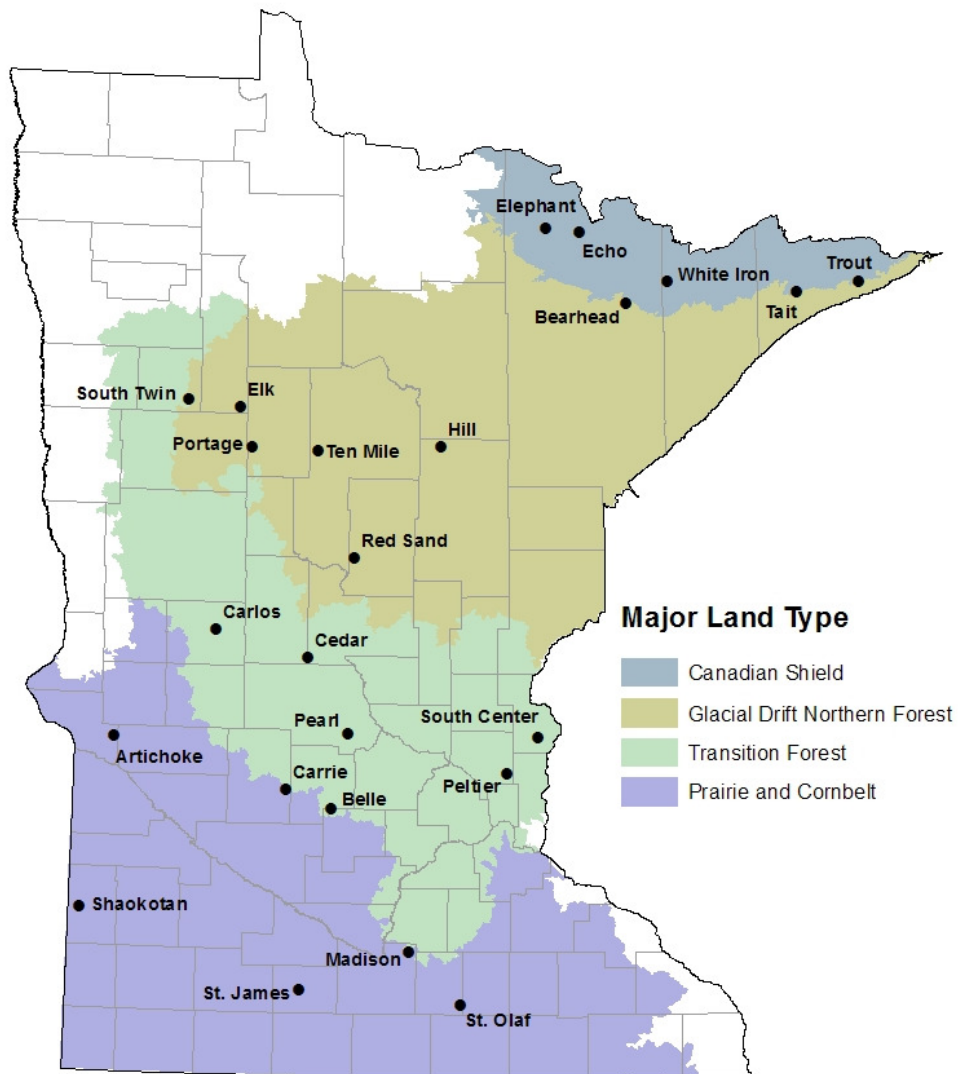 Elephant
Echo
White Iron
Trout
Bearhead
Tait
South Twin
Elk
Portage
Ten Mile
Hill
Red Sand
Carlos
Cedar
Pearl
South Center
Artichoke
Carrie
Belle
Peltier
Shaokotan
Madison
St. James
St. Olaf
Major Land Type
Canadian Shield
Glacial Drift Northern Forest
Transition Forest
Prairie and Cornbelt